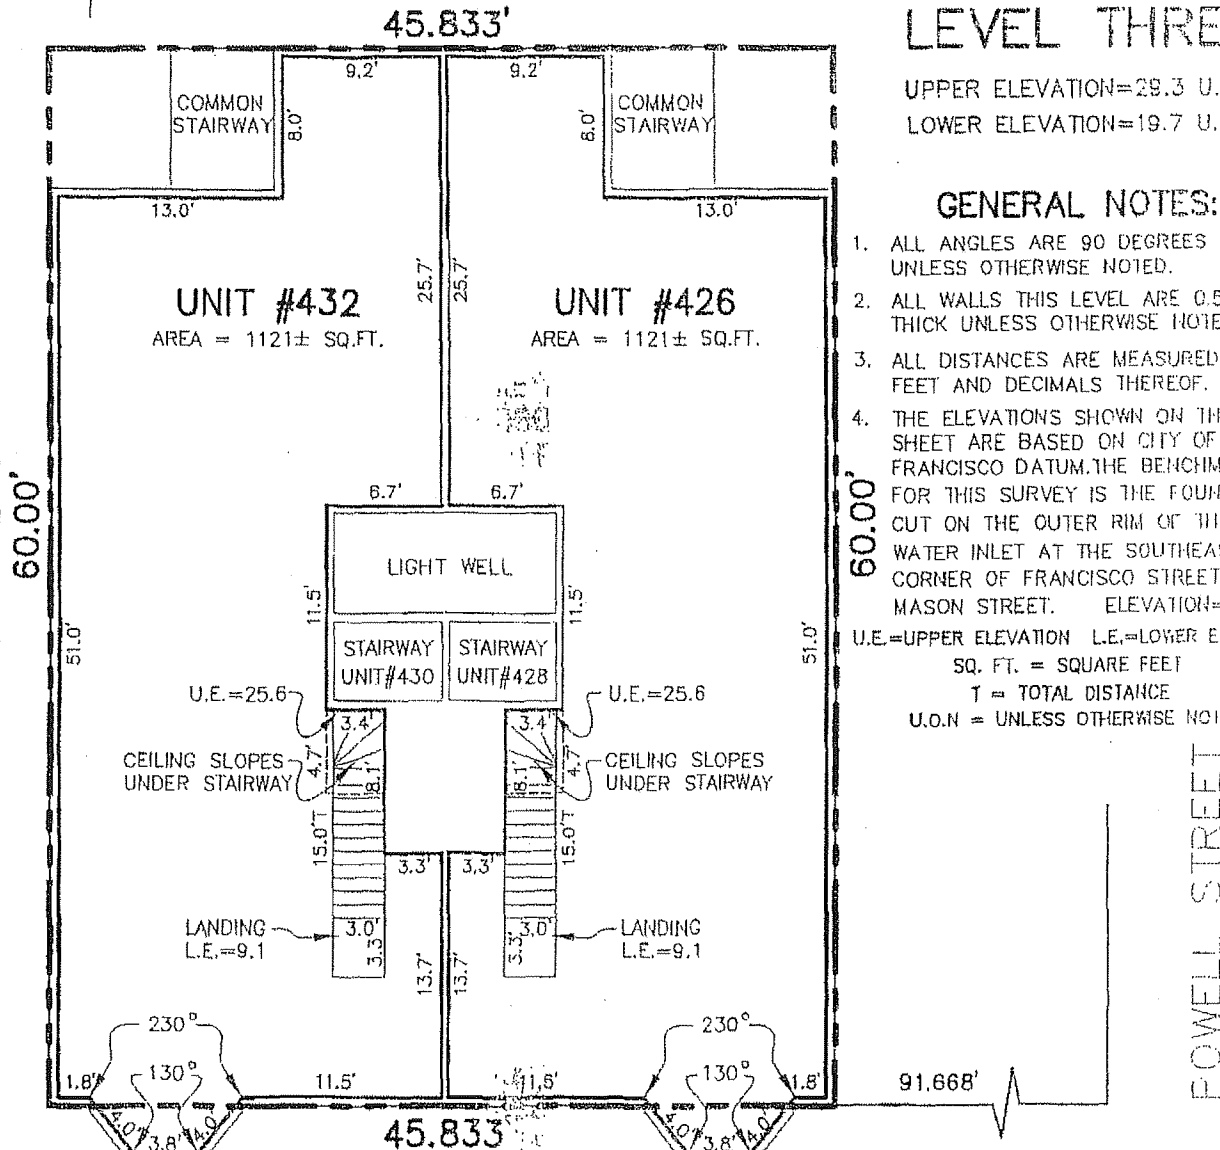 45.833'
LEVEL THRE
UPPER ELEVATION=29.3 U.
LOWER ELEVATION=19.7 U.
9.2'
9.2'
COMMON
STAIRWAY
8.0'
8.0'
COMMON
STAIRWAY
13.0'
13.0'
25.7'
25.7'
UNIT #432
AREA = 1121± SQ.FT.
UNIT #426
AREA = 1121± SQ.FT.
GENERAL NOTES:
1. ALL ANGLES ARE 90 DEGREES
UNLESS OTHERWISE NOTED.
2. ALL WALLS THIS LEVEL ARE 0.5
THICK UNLESS OTHERWISE NOTE
3. ALL DISTANCES ARE MEASURED
FEET AND DECIMALS THEREOF.
4. THE ELEVATIONS SHOWN ON TH
SHEET ARE BASED ON CITY OF
FRANCISCO DATUM.THE BENCHM
FOR THIS SURVEY IS THE FOUN
CUT ON THE OUTER RIM OF TH
WATER INLET AT THE SOUTHEAS
CORNER OF FRANCISCO STREET
MASON STREET. ELEVATION=
U.E.=UPPER ELEVATION L.E.=LOWER E
SQ. FT. = SQUARE FEET
T = TOTAL DISTANCE
U.O.N = UNLESS OTHERWISE NOT
60.00'
60.00'
6.7'
6.7'
LIGHT WELL
11.5'
11.5'
51.0'
51.0'
STAIRWAY
UNIT#430
STAIRWAY
UNIT#428
U.E.=25.6
U.E.=25.6
3.4'
3.4'
CEILING SLOPES
UNDER STAIRWAY
4.7'
8.1'
8.1'
4.7'
CEILING SLOPES
UNDER STAIRWAY
15.0'T
15.0'T
3.3'
3.3'
LANDING
L.E.=9.1
3.0'
3.3'
3.0'
3.3'
LANDING
L.E.=9.1
13.7'
13.7'
230°
230°
130°
130°
1.8'
11.5'
11.5'
1.8'
4.0'
3.8'
4.0'
4.0'
3.8'
4.0'
45.833'
91.668'
POWELL STREET